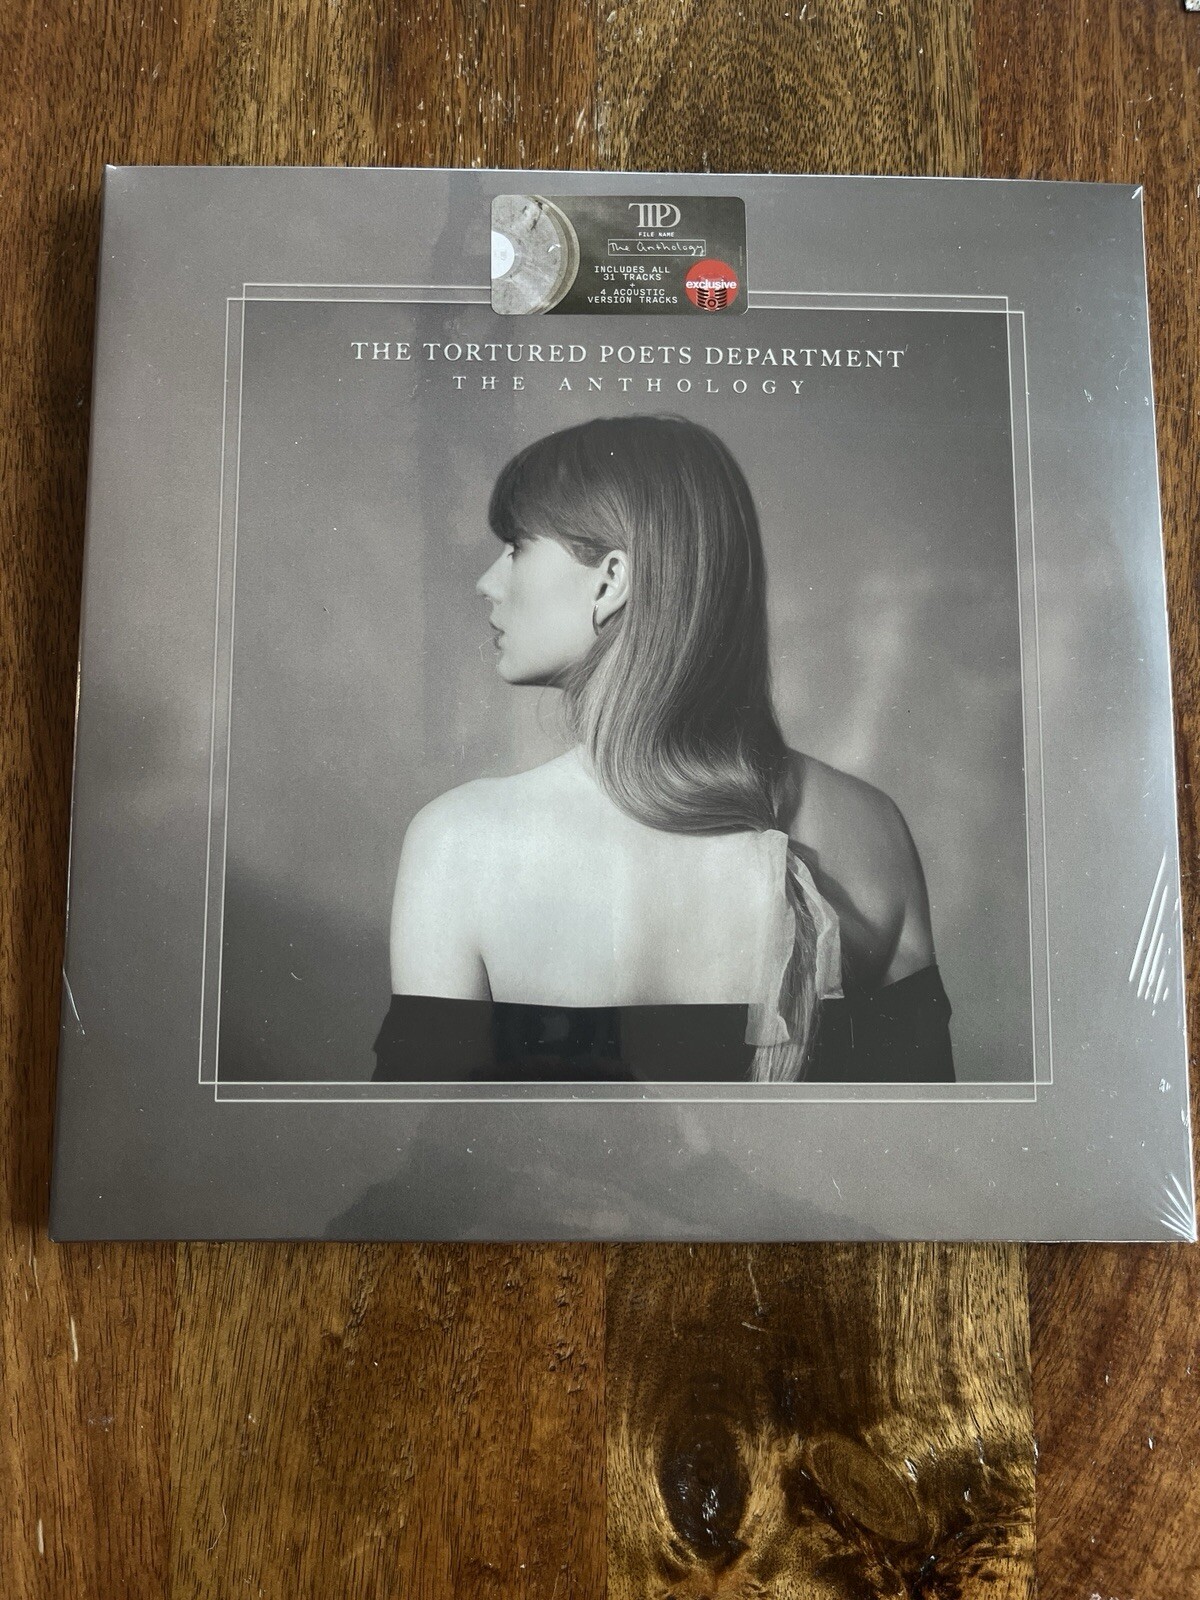 TTPD
FILE NAME
The Anthology
INCLUDES ALL
31 TRACKS
+
4 ACOUSTIC
VERSION TRACKS
exclusive
THE TORTURED POETS DEPARTMENT
THE ANTHOLOGY